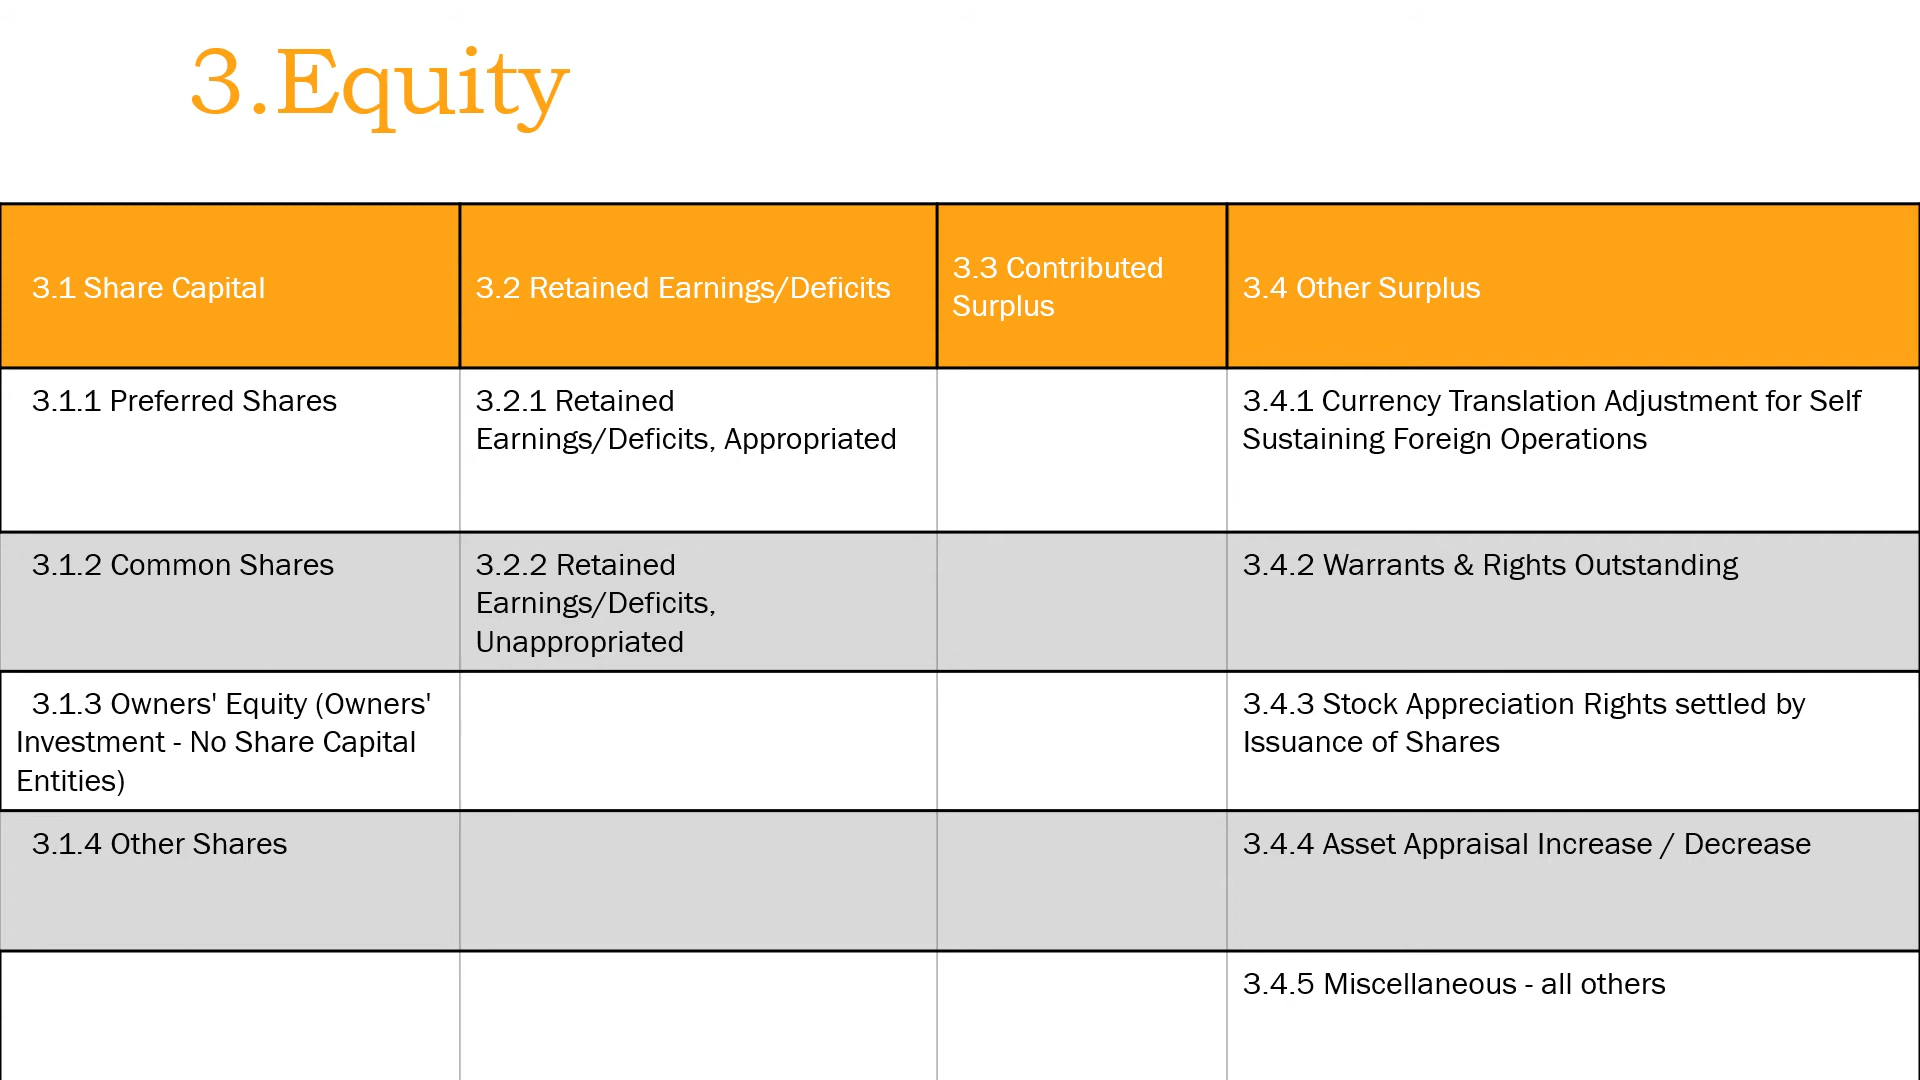 3.Equity
3.1 Share Capital
3.2 Retained Earnings/Deficits
3.3 Contributed
Surplus
3.4 Other Surplus
3.1.1 Preferred Shares
3.2.1 Retained
Earnings/Deficits, Appropriated
3.4.1 Currency Translation Adjustment for Self
Sustaining Foreign Operations
3.1.2 Common Shares
3.2.2 Retained
Earnings/Deficits,
Unappropriated
3.4.2 Warrants & Rights Outstanding
3.1.3 Owners' Equity (Owners'
Investment - No Share Capital
Entities)
3.4.3 Stock Appreciation Rights settled by
Issuance of Shares
3.1.4 Other Shares
3.4.4 Asset Appraisal Increase / Decrease
3.4.5 Miscellaneous - all others